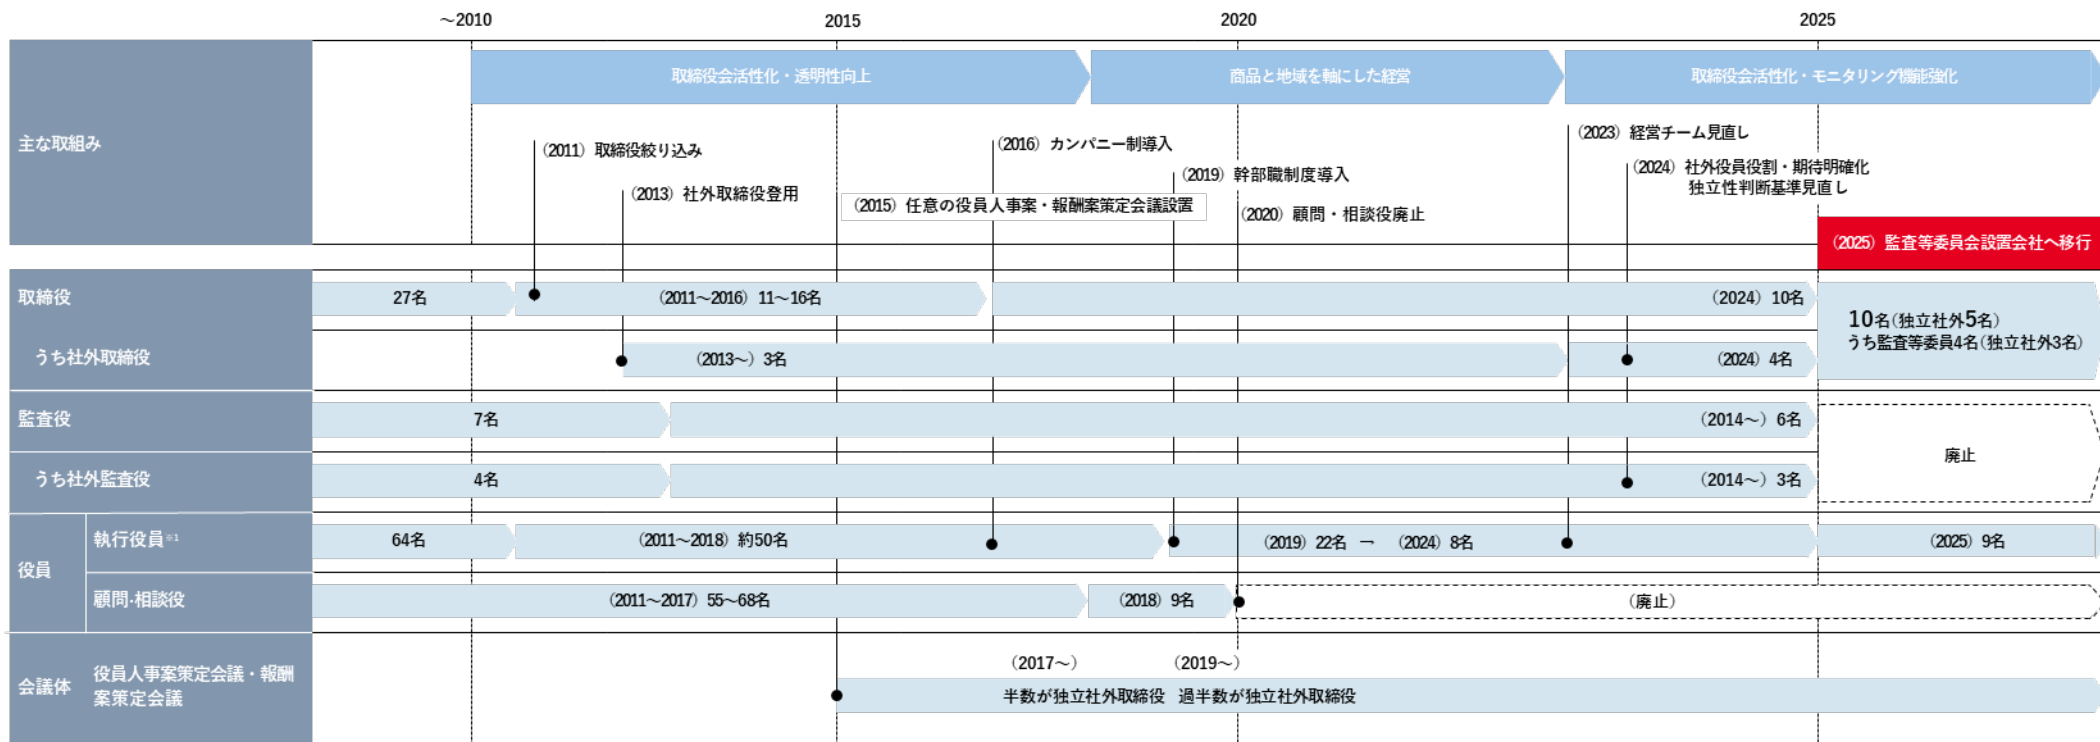 ～2010
2015
2020
2025
主な取組み
取締役会活性化・透明性向上
商品と地域を軸にした経営
取締役会活性化・モニタリング機能強化
（2011）取締役絞り込み
（2013）社外取締役登用
（2015）任意の役員人事案・報酬案策定会議設置
（2016）カンパニー制導入
（2019）幹部職制度導入
（2020）顧問・相談役廃止
（2023）経営チーム見直し
（2024）社外役員役割・期待明確化
独立性判断基準見直し
（2025）監査等委員会設置会社へ移行
取締役
27名
（2011～2016）11～16名
（2024）10名
10名(独立社外5名)
うち監査等委員4名(独立社外3名)
うち社外取締役
（2013～）3名
（2024）4名
監査役
7名
（2014～）6名
廃止
うち社外監査役
4名
（2014～）3名
役員
執行役員※1
64名
（2011～2018）約50名
（2019）22名 → （2024）8名
（2025）9名
顧問・相談役
（2011～2017）55～68名
（2018）9名
（廃止）
会議体
役員人事案策定会議・報酬
案策定会議
（2017～）
（2019～）
半数が独立社外取締役
過半数が独立社外取締役